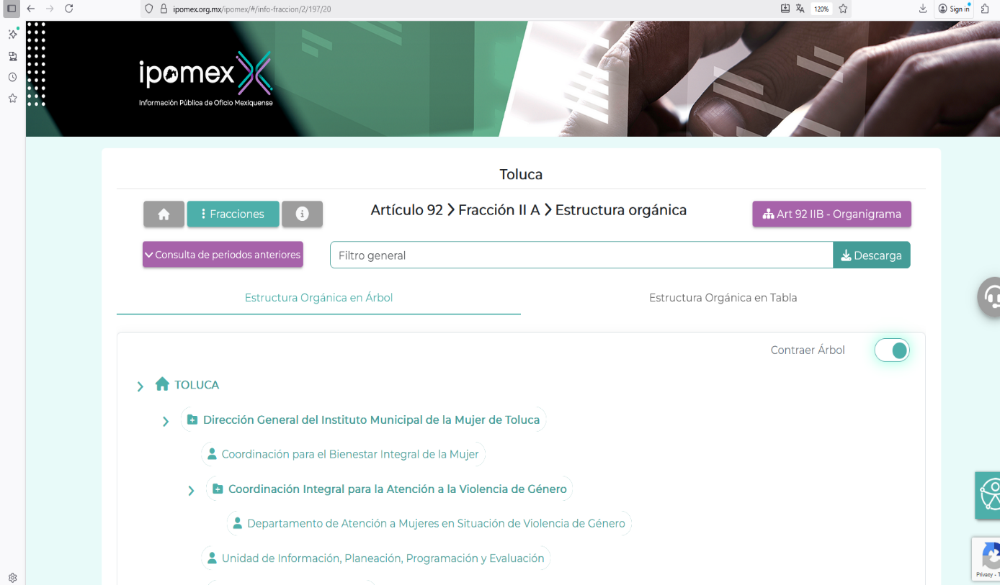 ipomex.org.mx/ipomex/#/info-fraccion/2/197/20
120%
Sign in
ipomex
Información Pública de Oficio Mexiquense
Toluca
Fracciones
Artículo 92 > Fracción II A > Estructura orgánica
Art 92 IIB - Organigrama
Consulta de periodos anteriores
Filtro general
Descarga
Estructura Orgánica en Árbol
Estructura Orgánica en Tabla
Contraer Árbol
TOLUCA
Dirección General del Instituto Municipal de la Mujer de Toluca
Coordinación para el Bienestar Integral de la Mujer
Coordinación Integral para la Atención a la Violencia de Género
Departamento de Atención a Mujeres en Situación de Violencia de Género
Unidad de Información, Planeación, Programación y Evaluación
Privacy -